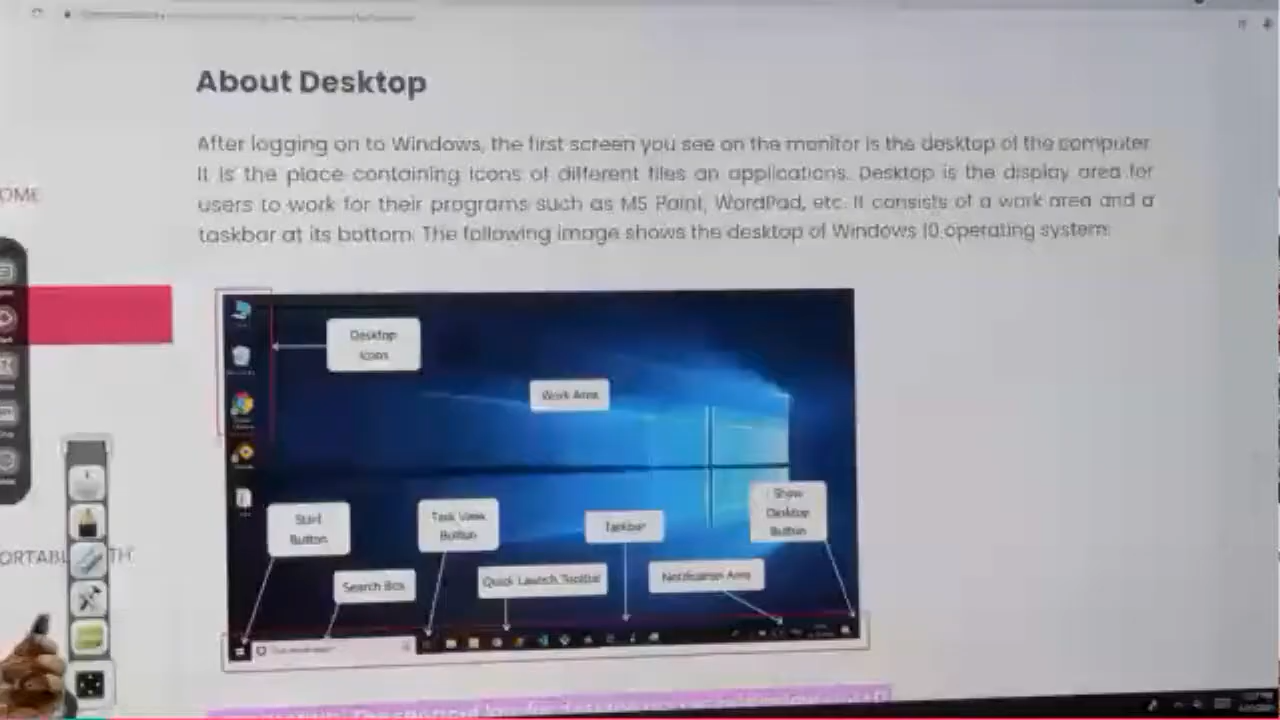 About Desktop
After logging on to Windows, the first screen you see on the monitor is the desktop of the computer
It is the place containing icons of different files an applications. Desktop is the display area for
OME
users to work for their programs such as MS Paint, WordPad, etc. It consists of a work area and a
taskbar at its bottom. The following image shows the desktop of Windows 10 operating system:
Desktop
Icons
Work Area
Start
Button
Task View
Button
Taskbar
Show
Desktop
Button
Search Box
Quick Launch Toolbar
Notification Area
ORTABL TH